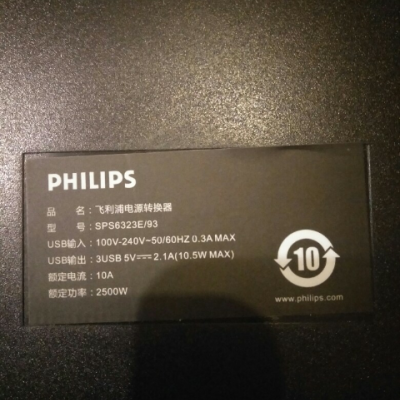 PHILIPS
品 名：飞利浦电源转换器
型 号：SPS6323E/93
USB输入：100V-240V~50/60HZ 0.3A MAX
USB输出：3USB 5V⎓2.1A(10.5W MAX)
额定电流：10A
额定功率：2500W
10
www.philips.com